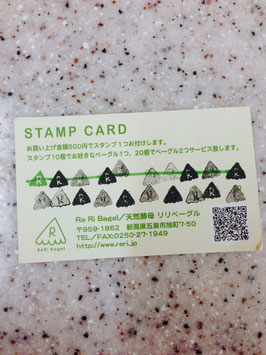 STAMP CARD
お買い上げ金額500円でスタンプ1つお付けします。
スタンプ10個でお好きなベーグル1つ、20個でベーグル2つサービス致します。
Re Ri Bagel/天然酵母 リリベーグル
〒959-1862 新潟県五泉市旭町7-50
TEL/FAX:0250-27-1949
http://www.reri.jp
R
ReRi Bagel